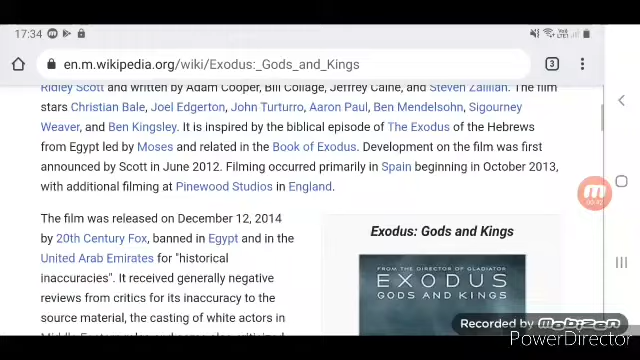 17:34
en.m.wikipedia.org/wiki/Exodus:_Gods_and_Kings
3
Ridley Scott and written by Adam Cooper, Bill Collage, Jeffrey Caine, and Steven Zaillian. The film
stars Christian Bale, Joel Edgerton, John Turturro, Aaron Paul, Ben Mendelsohn, Sigourney
Weaver, and Ben Kingsley. It is inspired by the biblical episode of The Exodus of the Hebrews
from Egypt led by Moses and related in the Book of Exodus. Development on the film was first
announced by Scott in June 2012. Filming occurred primarily in Spain beginning in October 2013,
with additional filming at Pinewood Studios in England.
The film was released on December 12, 2014
by 20th Century Fox, banned in Egypt and in the
United Arab Emirates for "historical
inaccuracies". It received generally negative
reviews from critics for its inaccuracy to the
source material, the casting of white actors in
Middle Eastern roles and some also criticized
Exodus: Gods and Kings
FROM THE DIRECTOR OF GLADIATOR
EXODUS
GODS AND KINGS
Recorded by Mobizen
PowerDirector